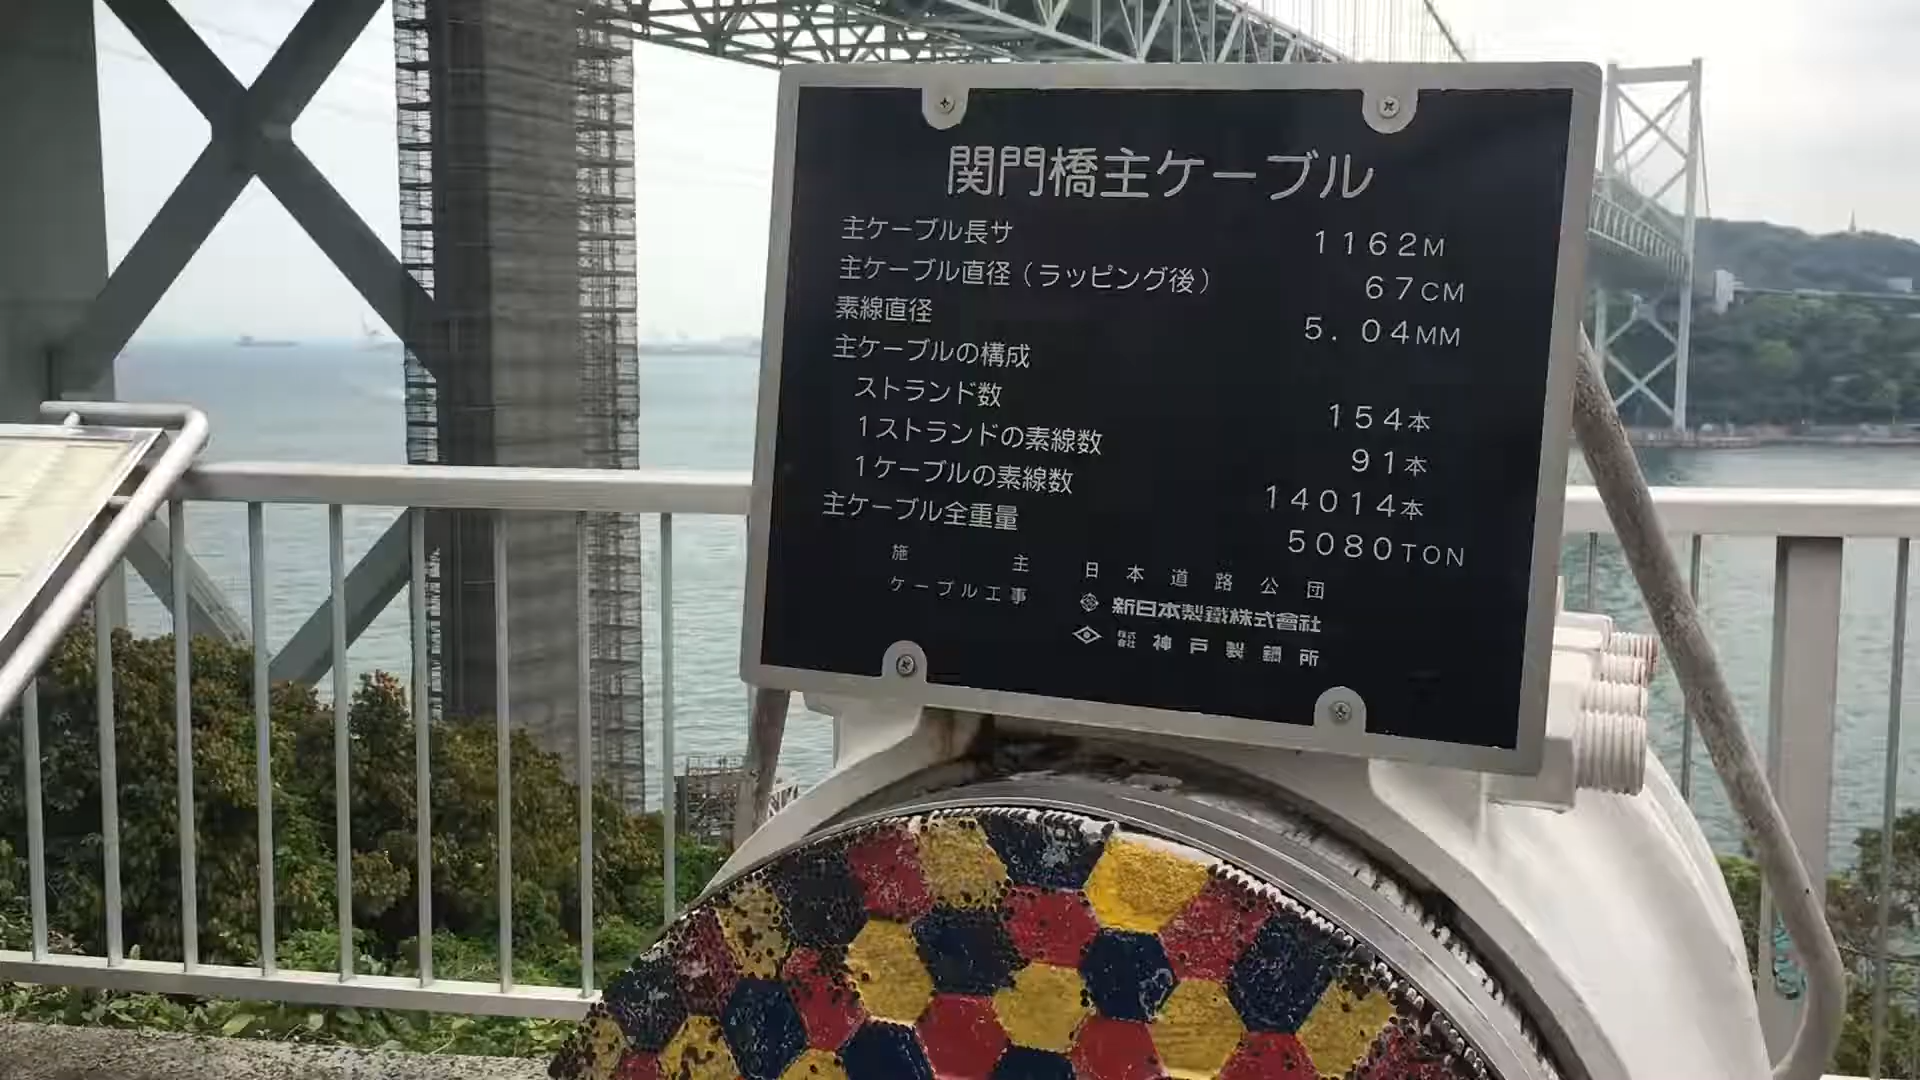 関門橋主ケーブル
主ケーブル長サ 1162M
主ケーブル直径（ラッピング後） 67CM
素線直径 5.04MM
主ケーブルの構成
ストランド数 154本
1ストランドの素線数 91本
1ケーブルの素線数 14014本
主ケーブル全重量 5080TON
施主 日本道路公団
ケーブル工事 新日本製鐵株式會社
株式会社 神戸製鋼所